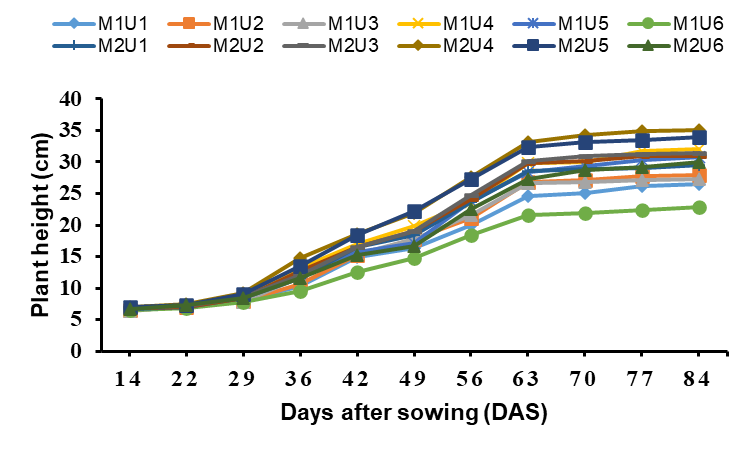 M1U1 M1U2 M1U3 M1U4 M1U5 M1U6
M2U1 M2U2 M2U3 M2U4 M2U5 M2U6
40
35
30
25
20
15
10
5
0
Plant height (cm)
14 22 29 36 42 49 56 63 70 77 84
Days after sowing (DAS)